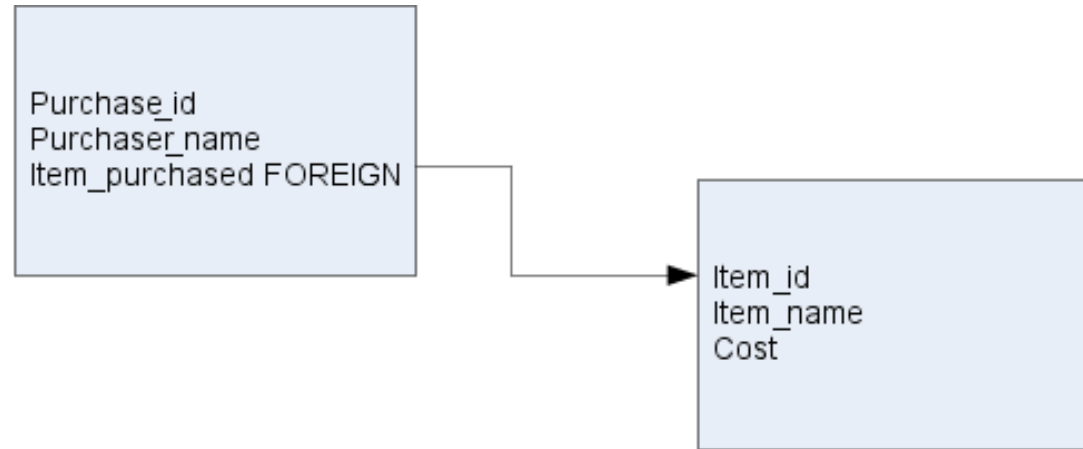 Purchase_id
Purchaser_name
Item_purchased FOREIGN
Item_id
Item_name
Cost